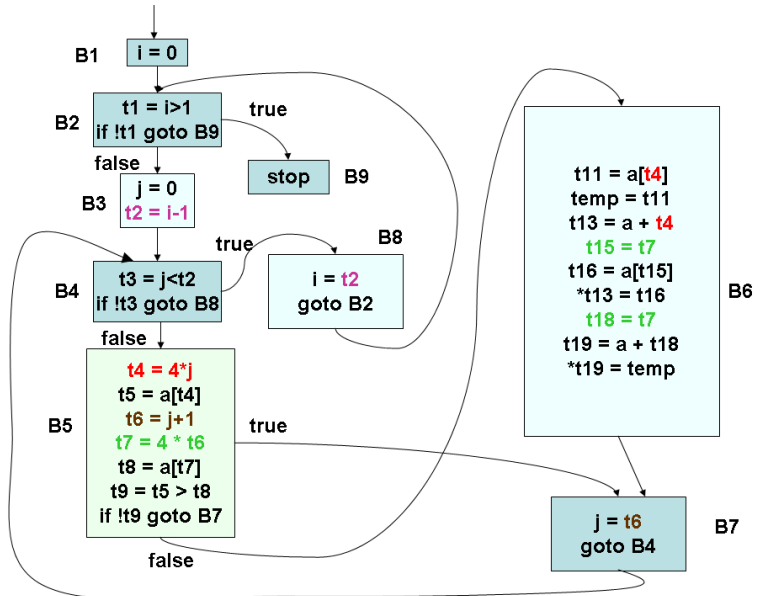 B1
i = 0
B2
t1 = i>1
if !t1 goto B9
true
false
stop
B9
B3
j = 0
t2 = i-1
true
B8
B4
t3 = j<t2
if !t3 goto B8
i = t2
goto B2
false
B5
t4 = 4*j
t5 = a[t4]
t6 = j+1
t7 = 4 * t6
t8 = a[t7]
t9 = t5 > t8
if !t9 goto B7
true
false
t11 = a[t4]
temp = t11
t13 = a + t4
t15 = t7
t16 = a[t15]
*t13 = t16
t18 = t7
t19 = a + t18
*t19 = temp
B6
j = t6
goto B4
B7